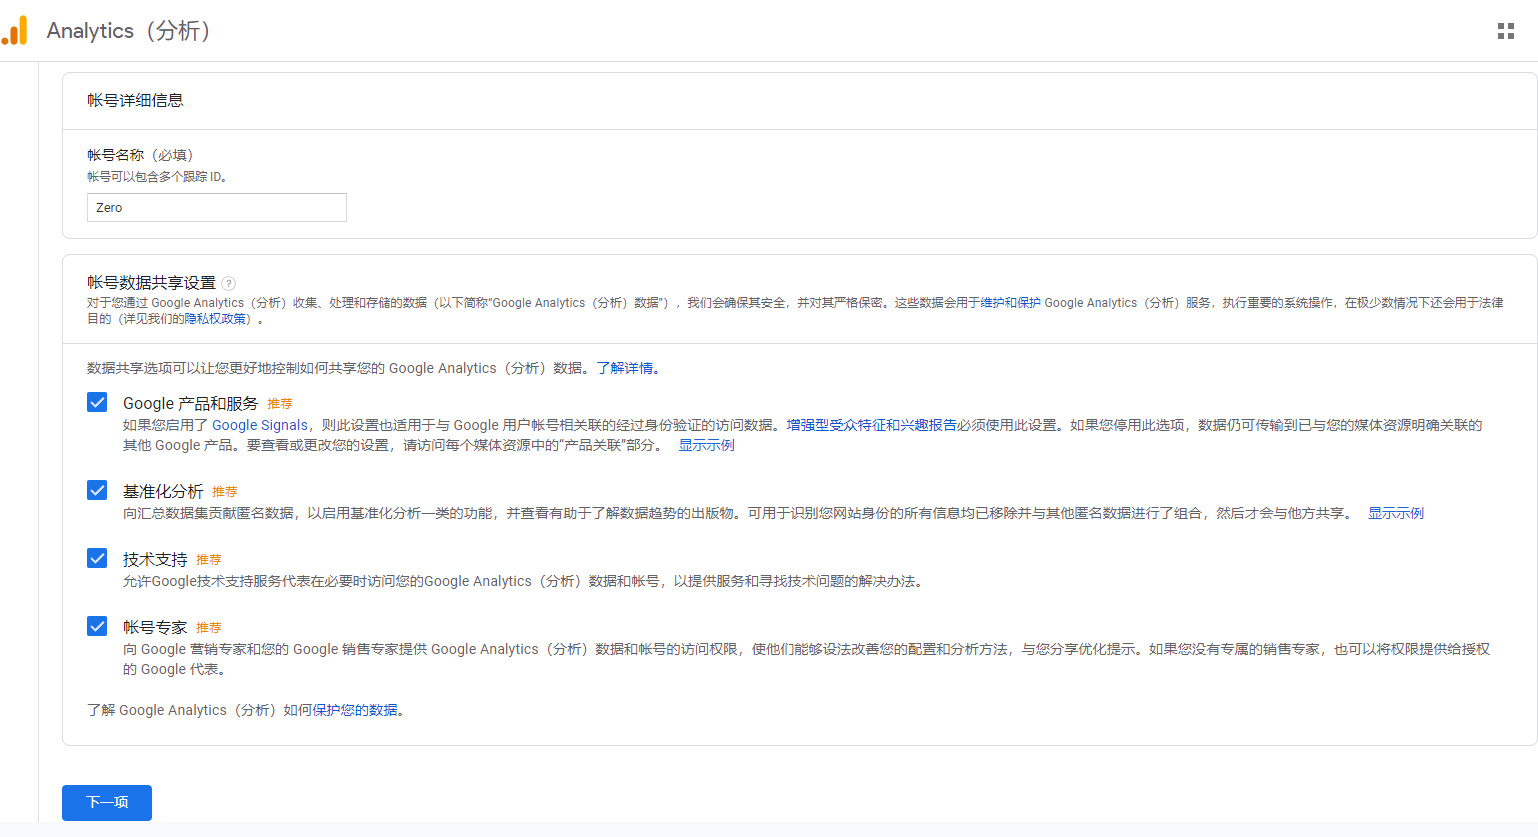 Analytics（分析）
帐号详细信息
帐号名称（必填）
帐号可以包含多个跟踪 ID。
Zero
帐号数据共享设置 ?
对于您通过 Google Analytics（分析）收集、处理和存储的数据（以下简称“Google Analytics（分析）数据”），我们会确保其安全，并对其严格保密。这些数据会用于维护和保护 Google Analytics（分析）服务，执行重要的系统操作，在极少数情况下还会用于法律
目的（详见我们的隐私权政策）。
数据共享选项可以让您更好地控制如何共享您的 Google Analytics（分析）数据。了解详情。
Google 产品和服务 推荐
如果您启用了 Google Signals，则此设置也适用于与 Google 用户帐号相关联的经过身份验证的访问数据。增强型受众特征和兴趣报告必须使用此设置。如果您停用此选项，数据仍可传输到已与您的媒体资源明确关联的
其他 Google 产品。要查看或更改您的设置，请访问每个媒体资源中的“产品关联”部分。 显示示例
基准化分析 推荐
向汇总数据集贡献匿名数据，以启用基准化分析一类的功能，并查看有助于了解数据趋势的出版物。可用于识别您网站身份的所有信息均已移除并与其他匿名数据进行了组合，然后才会与他方共享。 显示示例
技术支持 推荐
允许Google技术支持服务代表在必要时访问您的Google Analytics（分析）数据和帐号，以提供服务和寻找技术问题的解决办法。
帐号专家 推荐
向 Google 营销专家和您的 Google 销售专家提供 Google Analytics（分析）数据和帐号的访问权限，使他们能够设法改善您的配置和分析方法，与您分享优化提示。如果您没有专属的销售专家，也可以将权限提供给授权
的 Google 代表。
了解 Google Analytics（分析）如何保护您的数据。
下一项